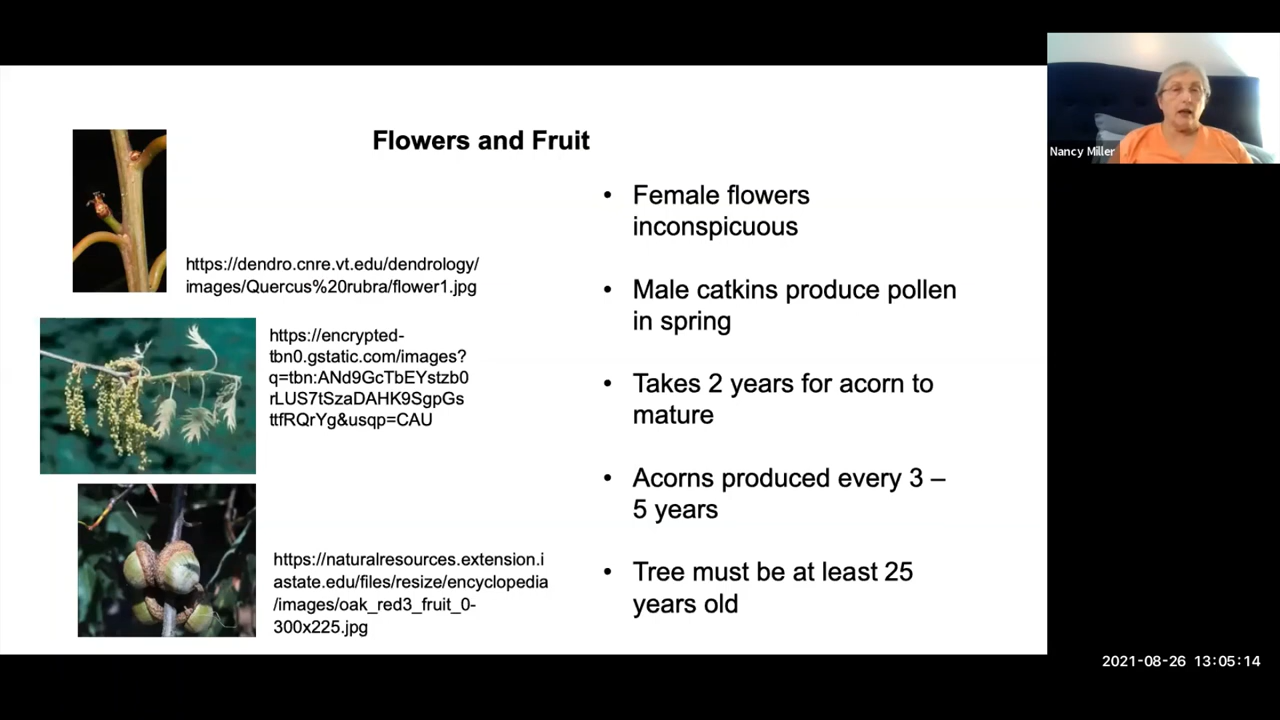 Flowers and Fruit
https://dendro.cnre.vt.edu/dendrology/
images/Quercus%20rubra/flower1.jpg
https://encrypted-
tbn0.gstatic.com/images?
q=tbn:ANd9GcTbEYstzb0
rLUS7tSzaDAHK9SgpGs
ttfRQrYg&usqp=CAU
https://naturalresources.extension.i
astate.edu/files/resize/encyclopedia
/images/oak_red3_fruit_0-
300x225.jpg
• Female flowers
inconspicuous
• Male catkins produce pollen
in spring
• Takes 2 years for acorn to
mature
• Acorns produced every 3 –
5 years
• Tree must be at least 25
years old
Nancy Miller
2021-08-26 13:05:14